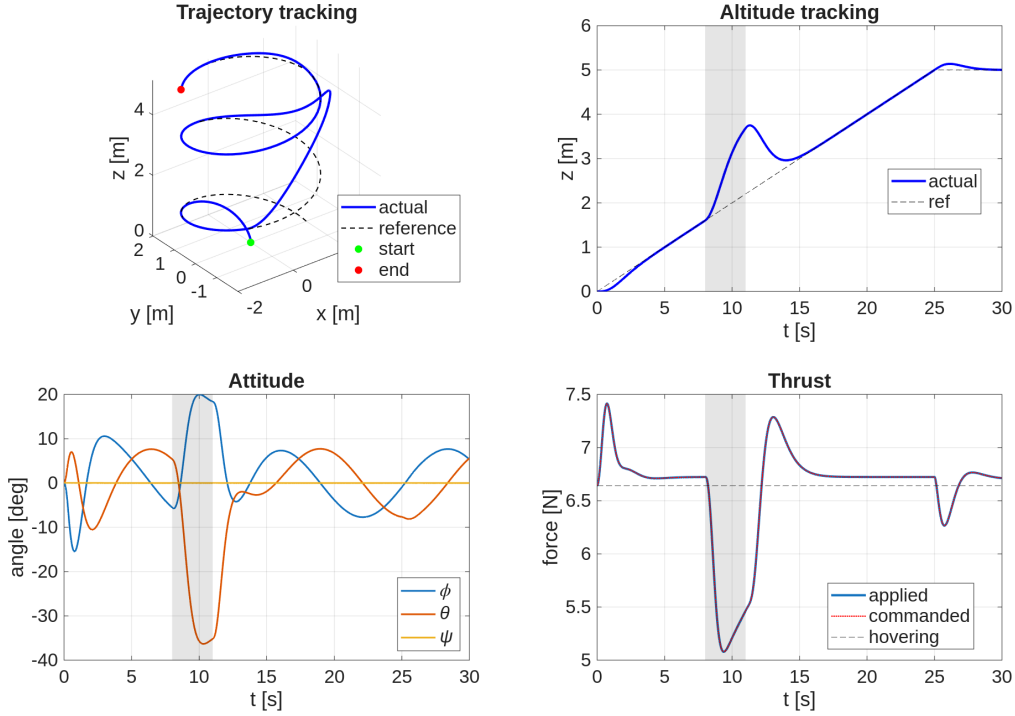 Trajectory tracking
4
2
0
z [m]
2
1
0
-1
y [m]
-2
0
x [m]
actual
reference
start
end
Altitude tracking
6
5
4
3
2
1
0
z [m]
0
5
10
15
20
25
30
t [s]
actual
ref
Attitude
20
10
0
-10
-20
-30
-40
angle [deg]
0
5
10
15
20
25
30
t [s]
ϕ
θ
ψ
Thrust
7.5
7
6.5
6
5.5
5
force [N]
0
5
10
15
20
25
30
t [s]
applied
commanded
hovering